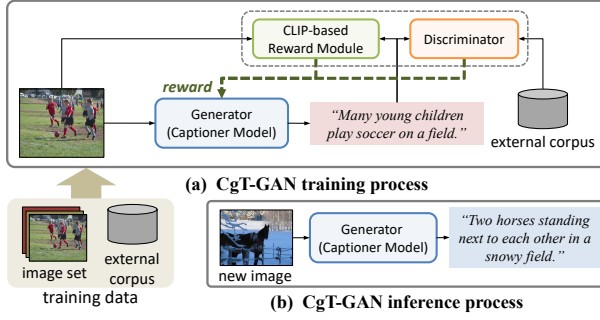 CLIP-based
Reward Module
Discriminator
reward
Generator
(Captioner Model)
“Many young children
play soccer on a field.”
external corpus
(a) CgT-GAN training process
image set
external
corpus
training data
new image
Generator
(Captioner Model)
“Two horses standing
next to each other in a
snowy field.”
(b) CgT-GAN inference process